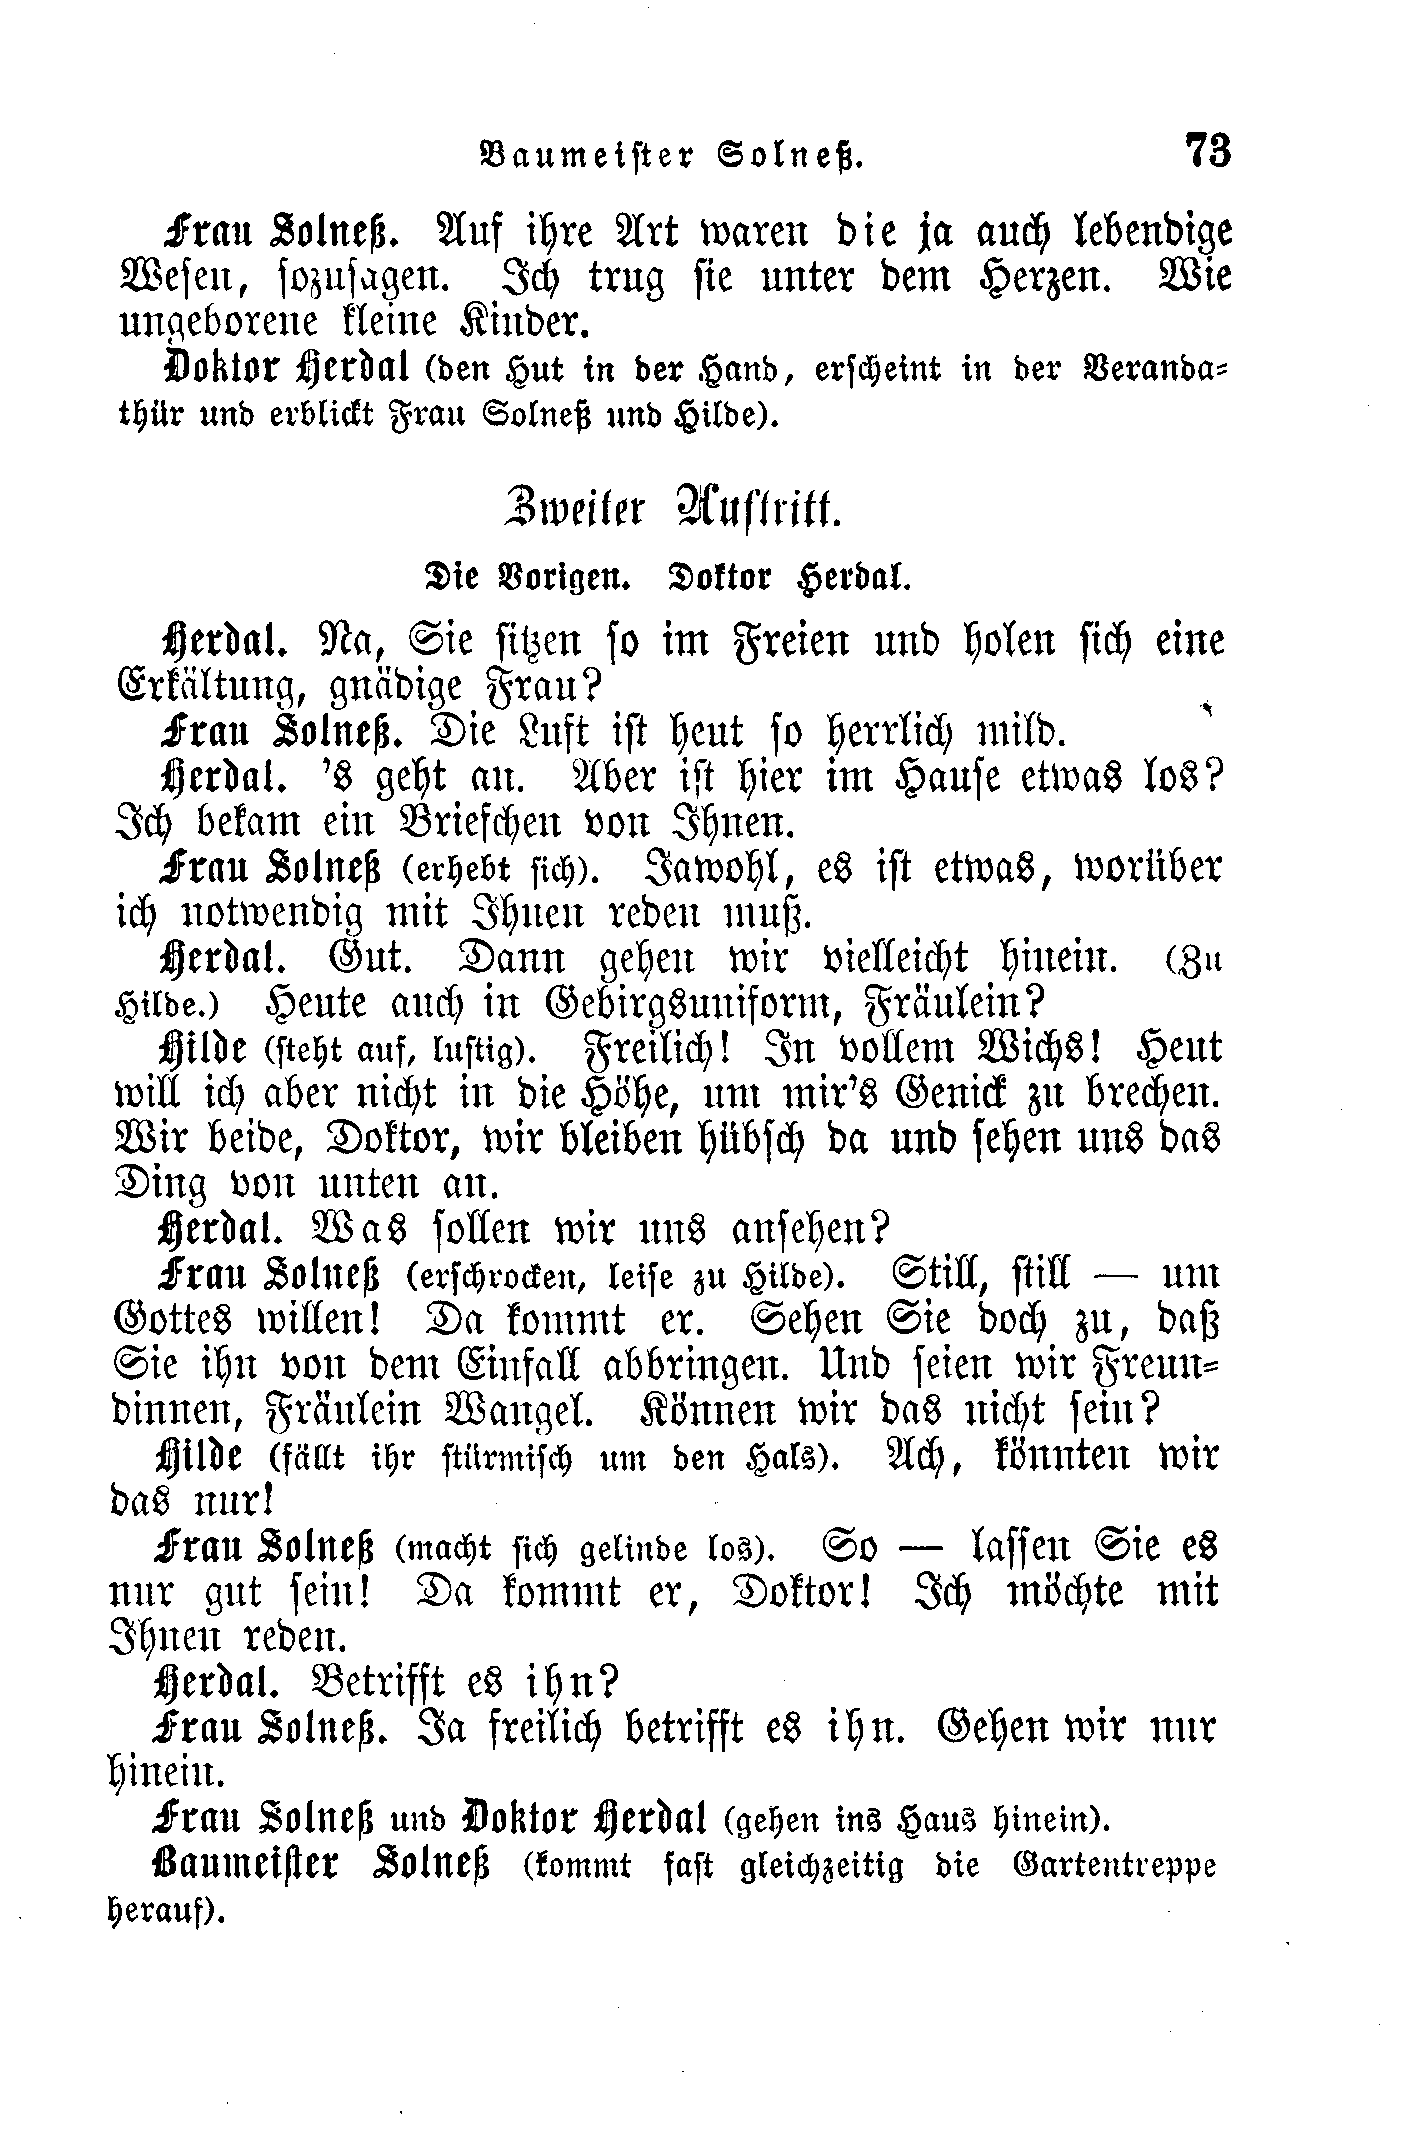 Baumeister Solneß. 73
Frau Solneß. Auf ihre Art waren die ja auch lebendige
Wesen, sozusagen. Ich trug sie unter dem Herzen. Wie
ungeborene kleine Kinder.
Doktor Herdal (den Hut in der Hand, erscheint in der Veranda-
thür und erblickt Frau Solneß und Hilde).
Zweiter Auftritt.
Die Vorigen. Doktor Herdal.
Herdal. Na, Sie sitzen so im Freien und holen sich eine
Erkältung, gnädige Frau?
Frau Solneß. Die Luft ist heut so herrlich mild.
Herdal. 's geht an. Aber ist hier im Hause etwas los?
Ich bekam ein Briefchen von Ihnen.
Frau Solneß (erhebt sich). Jawohl, es ist etwas, worüber
ich notwendig mit Ihnen reden muß.
Herdal. Gut. Dann gehen wir vielleicht hinein. (Zu
Hilde.) Heute auch in Gebirgsuniform, Fräulein?
Hilde (steht auf, lustig). Freilich! In vollem Wichs! Heut
will ich aber nicht in die Höhe, um mir's Genick zu brechen.
Wir beide, Doktor, wir bleiben hübsch da und sehen uns das
Ding von unten an.
Herdal. Was sollen wir uns ansehen?
Frau Solneß (erschrocken, leise zu Hilde). Still, still — um
Gottes willen! Da kommt er. Sehen Sie doch zu, daß
Sie ihn von dem Einfall abbringen. Und seien wir Freun-
dinnen, Fräulein Wangel. Können wir das nicht sein?
Hilde (fällt ihr stürmisch um den Hals). Ach, könnten wir
das nur!
Frau Solneß (macht sich gelinde los). So — lassen Sie es
nur gut sein! Da kommt er, Doktor! Ich möchte mit
Ihnen reden.
Herdal. Betrifft es ihn?
Frau Solneß. Ja freilich betrifft es ihn. Gehen wir nur
hinein.
Frau Solneß und Doktor Herdal (gehen ins Haus hinein).
Baumeister Solneß (kommt fast gleichzeitig die Gartentreppe
herauf).